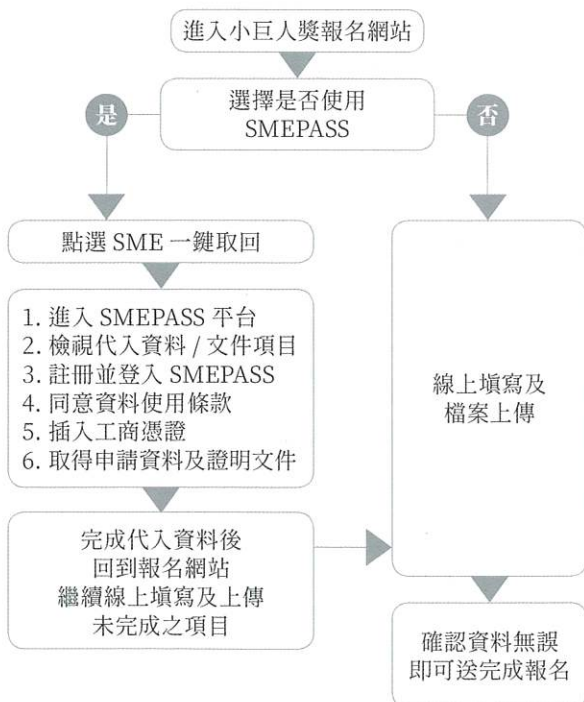 進入小巨人獎報名網站
選擇是否使用
SMEPASS
是
否
點選 SME 一鍵取回
1. 進入 SMEPASS 平台
2. 檢視代入資料 / 文件項目
3. 註冊並登入 SMEPASS
4. 同意資料使用條款
5. 插入工商憑證
6. 取得申請資料及證明文件
線上填寫及
檔案上傳
完成代入資料後
回到報名網站
繼續線上填寫及上傳
未完成之項目
確認資料無誤
即可送完成報名